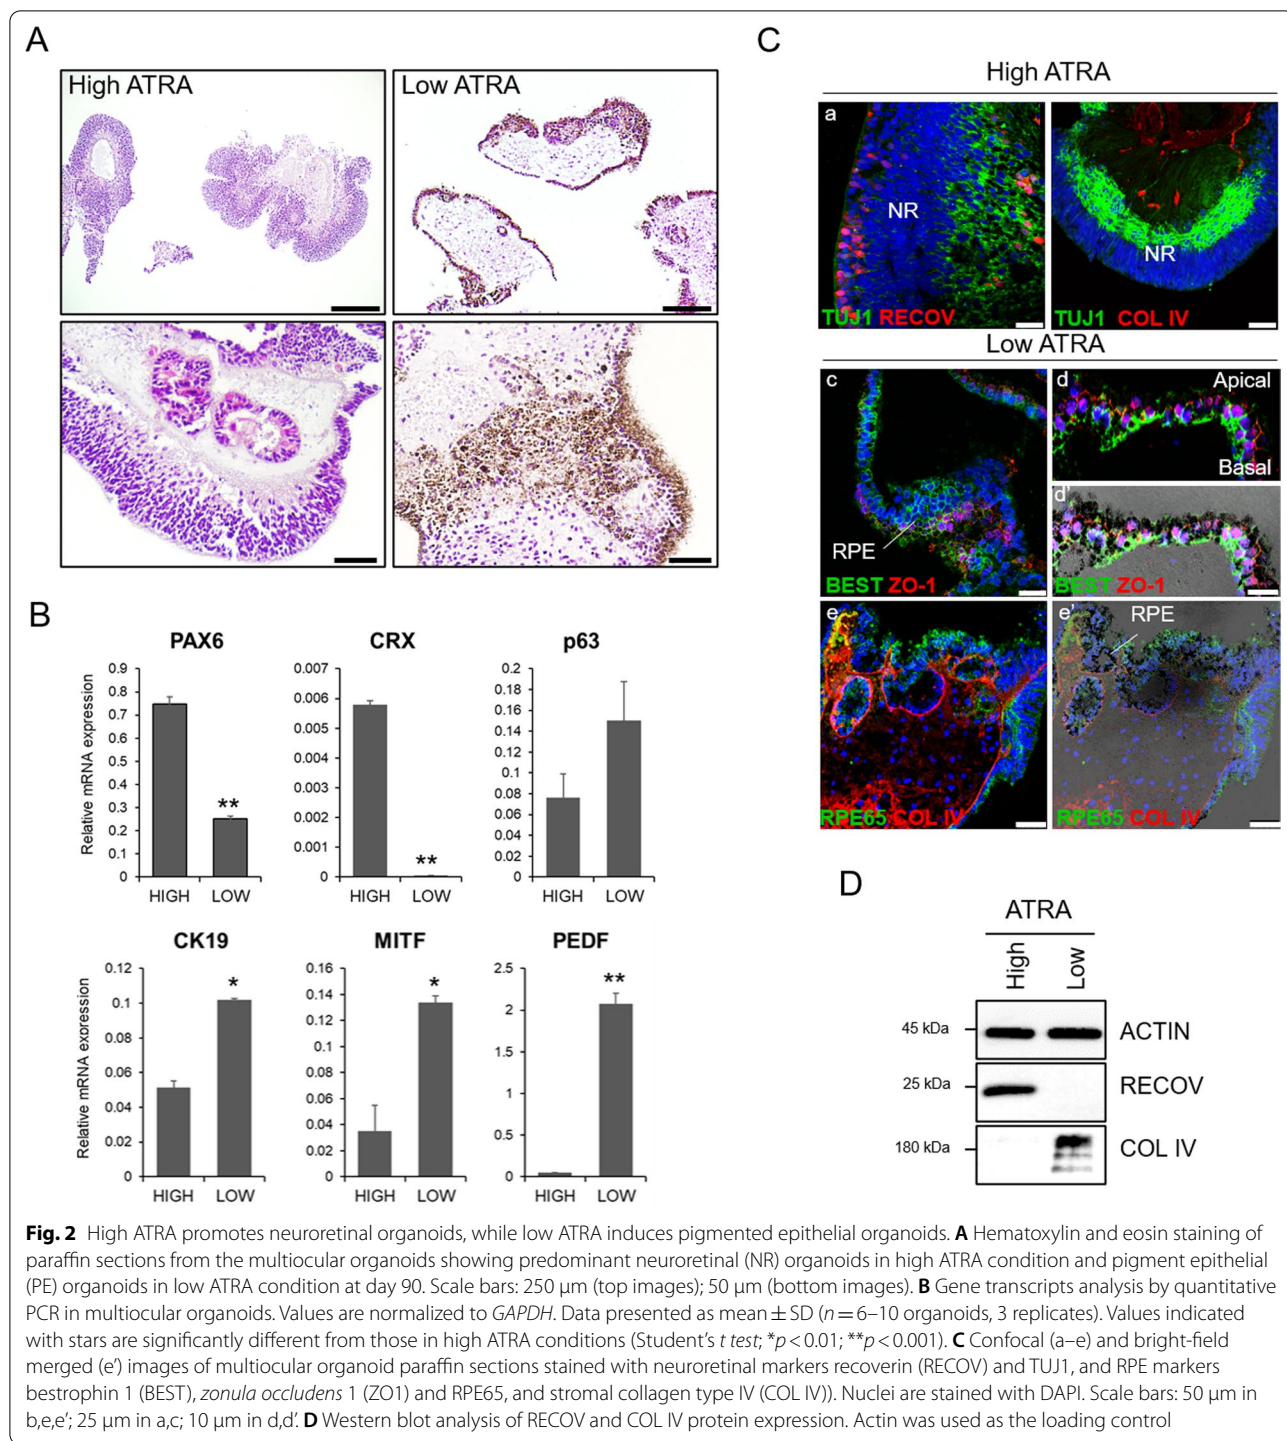 A
High ATRA
Low ATRA
B
PAX6
Relative mRNA expression
0.9
0.8
0.7
0.6
0.5
0.4
0.3
0.2
0.1
0
**
HIGH LOW
CRX
0.007
0.006
0.005
0.004
0.003
0.002
0.001
0
**
HIGH LOW
p63
0.2
0.18
0.16
0.14
0.12
0.1
0.08
0.06
0.04
0.02
0
HIGH LOW
CK19
Relative mRNA expression
0.12
0.1
0.08
0.06
0.04
0.02
0
*
HIGH LOW
MITF
0.16
0.14
0.12
0.1
0.08
0.06
0.04
0.02
0
*
HIGH LOW
PEDF
2.5
2
1.5
1
0.5
0
**
HIGH LOW
C
High ATRA
a
NR
TUJ1 RECOV
NR
TUJ1 COL IV
Low ATRA
c
RPE
BEST ZO-1
d
Apical
Basal
d'
BEST ZO-1
e
RPE65 COL IV
e'
RPE
RPE65 COL IV
D
ATRA
High
Low
45 kDa
ACTIN
25 kDa
RECOV
180 kDa
COL IV
Fig. 2 High ATRA promotes neuroretinal organoids, while low ATRA induces pigmented epithelial organoids. A Hematoxylin and eosin staining of
paraffin sections from the multiocular organoids showing predominant neuroretinal (NR) organoids in high ATRA condition and pigment epithelial
(PE) organoids in low ATRA condition at day 90. Scale bars: 250 µm (top images); 50 µm (bottom images). B Gene transcripts analysis by quantitative
PCR in multiocular organoids. Values are normalized to GAPDH. Data presented as mean ± SD (n = 6–10 organoids, 3 replicates). Values indicated
with stars are significantly different from those in high ATRA conditions (Student's t test; *p < 0.01; **p < 0.001). C Confocal (a–e) and bright-field
merged (e') images of multiocular organoid paraffin sections stained with neuroretinal markers recoverin (RECOV) and TUJ1, and RPE markers
bestrophin 1 (BEST), zonula occludens 1 (ZO1) and RPE65, and stromal collagen type IV (COL IV)). Nuclei are stained with DAPI. Scale bars: 50 µm in
b,e,e'; 25 µm in a,c; 10 µm in d,d'. D Western blot analysis of RECOV and COL IV protein expression. Actin was used as the loading control